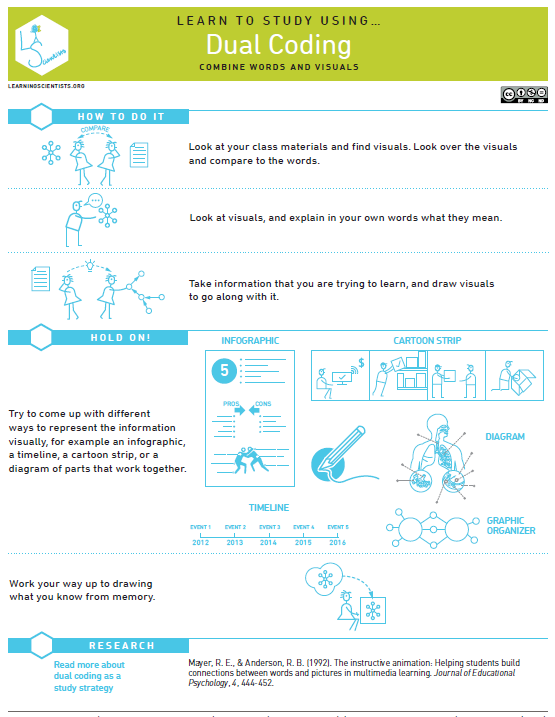 LEARN TO STUDY USING...
Dual Coding
COMBINE WORDS AND VISUALS
LEARNINGSCIENTISTS.ORG
HOW TO DO IT
COMPARE
Look at your class materials and find visuals. Look over the visuals
and compare to the words.
Look at visuals, and explain in your own words what they mean.
Take information that you are trying to learn, and draw visuals
to go along with it.
HOLD ON!
INFOGRAPHIC
CARTOON STRIP
5
$
PROS
CONS
Try to come up with different
ways to represent the information
visually, for example an infographic,
a timeline, a cartoon strip, or a
diagram of parts that work together.
DIAGRAM
TIMELINE
EVENT 1 EVENT 2 EVENT 3 EVENT 4 EVENT 5
2012 2013 2014 2015 2016
GRAPHIC
ORGANIZER
Work your way up to drawing
what you know from memory.
RESEARCH
Read more about
dual coding as a
study strategy
Mayer, R. E., & Anderson, R. B. (1992). The instructive animation: Helping students build
connections between words and pictures in multimedia learning. Journal of Educational
Psychology, 4, 444-452.